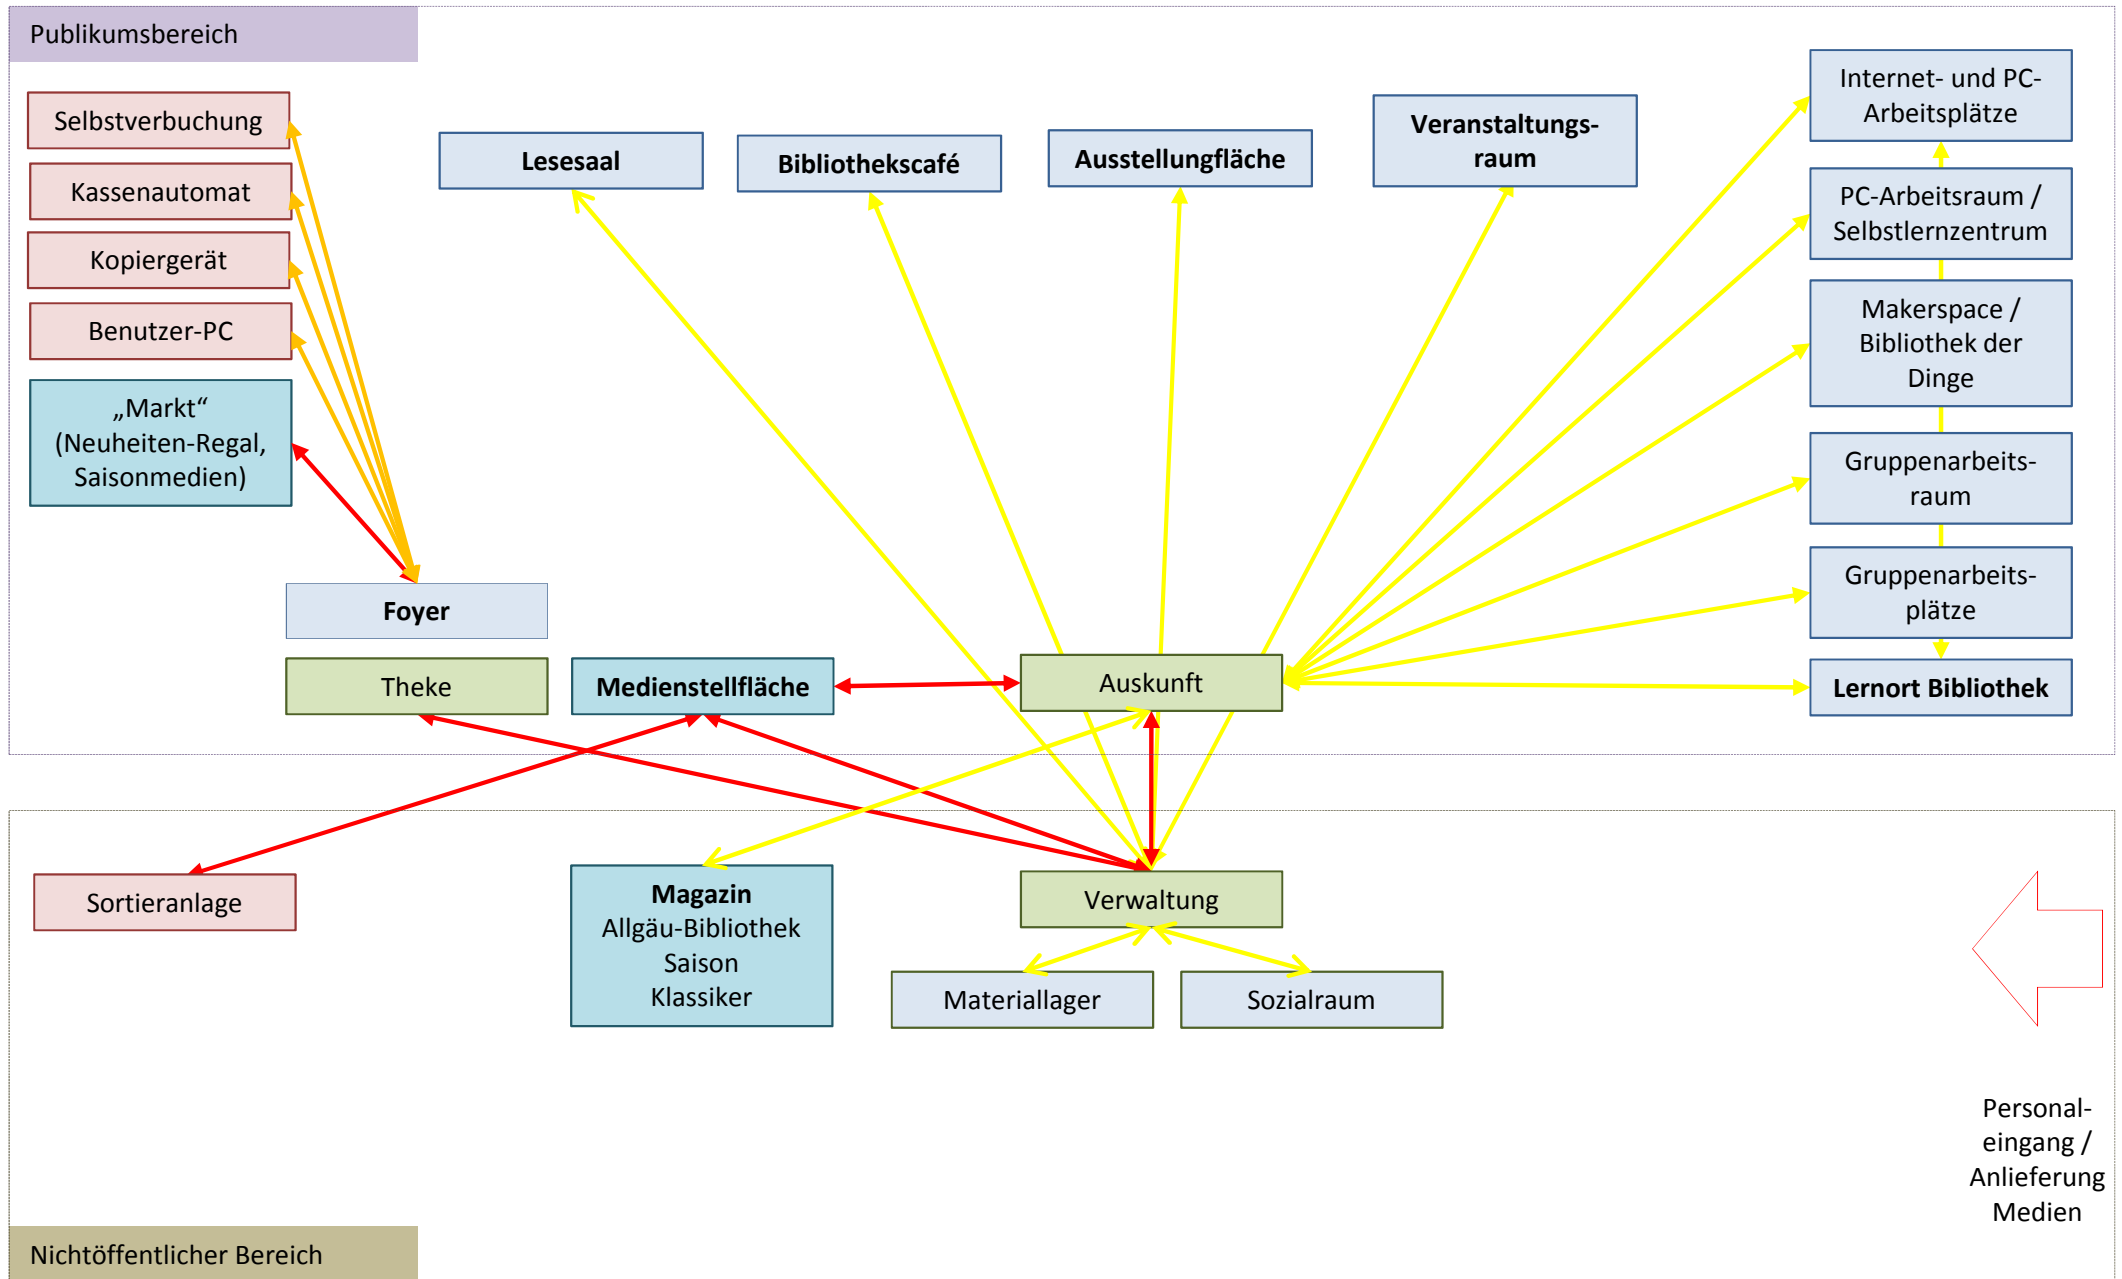 Publikumsbereich
Selbstverbuchung
Kassenautomat
Kopiergerät
Benutzer-PC
„Markt“
(Neuheiten-Regal,
Saisonmedien)
Lesesaal
Bibliothekscafé
Ausstellungfläche
Veranstaltungs-
raum
Internet- und PC-
Arbeitsplätze
PC-Arbeitsraum /
Selbstlernzentrum
Makerspace /
Bibliothek der
Dinge
Gruppenarbeits-
raum
Gruppenarbeits-
plätze
Lernort Bibliothek
Foyer
Theke
Medienstellfläche
Auskunft
Sortieranlage
Magazin
Allgäu-Bibliothek
Saison
Klassiker
Verwaltung
Materiallager
Sozialraum
Personal-
eingang /
Anlieferung
Medien
Nichtöffentlicher Bereich